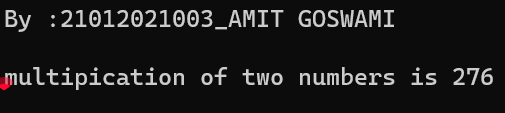 By :21012021003_AMIT GOSWAMI
multipication of two numbers is 276